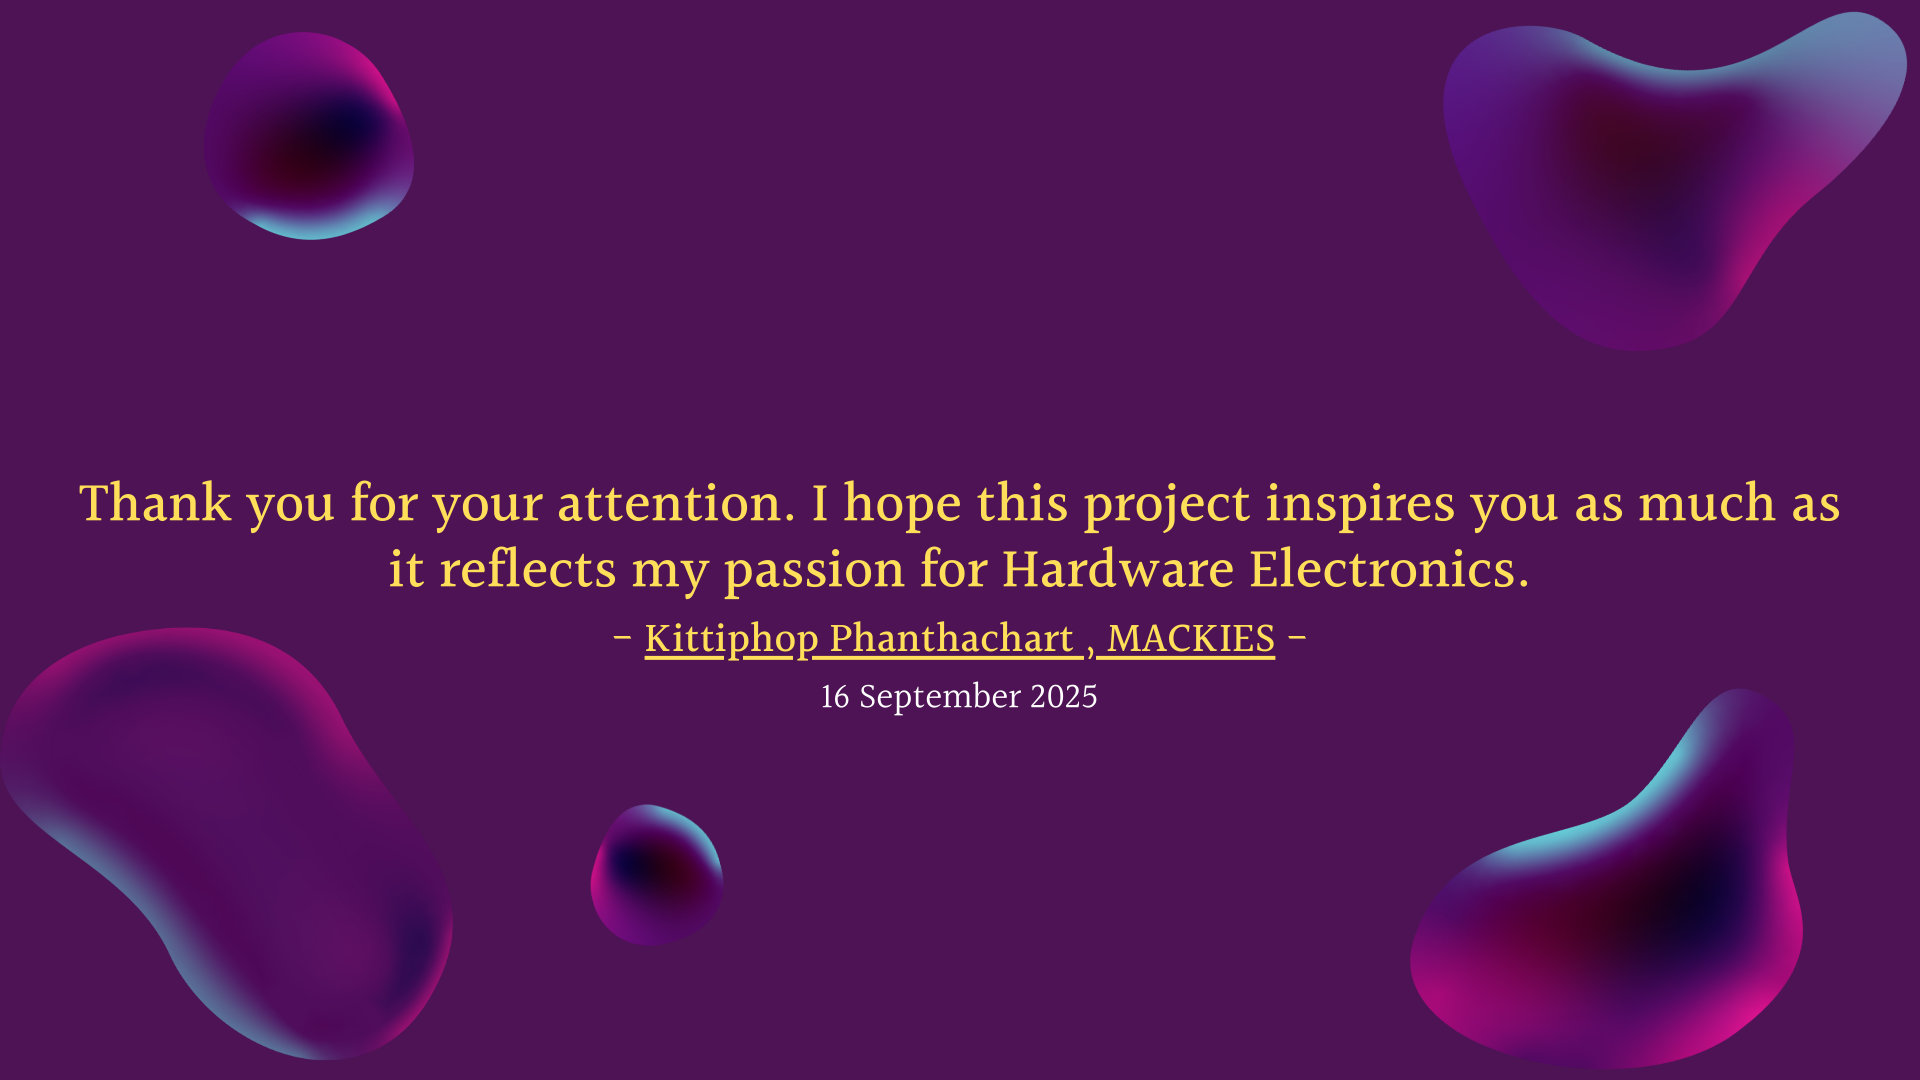 Thank you for your attention. I hope this project inspires you as much as
it reflects my passion for Hardware Electronics.
– Kittiphop Phanthachart , MACKIES –
16 September 2025